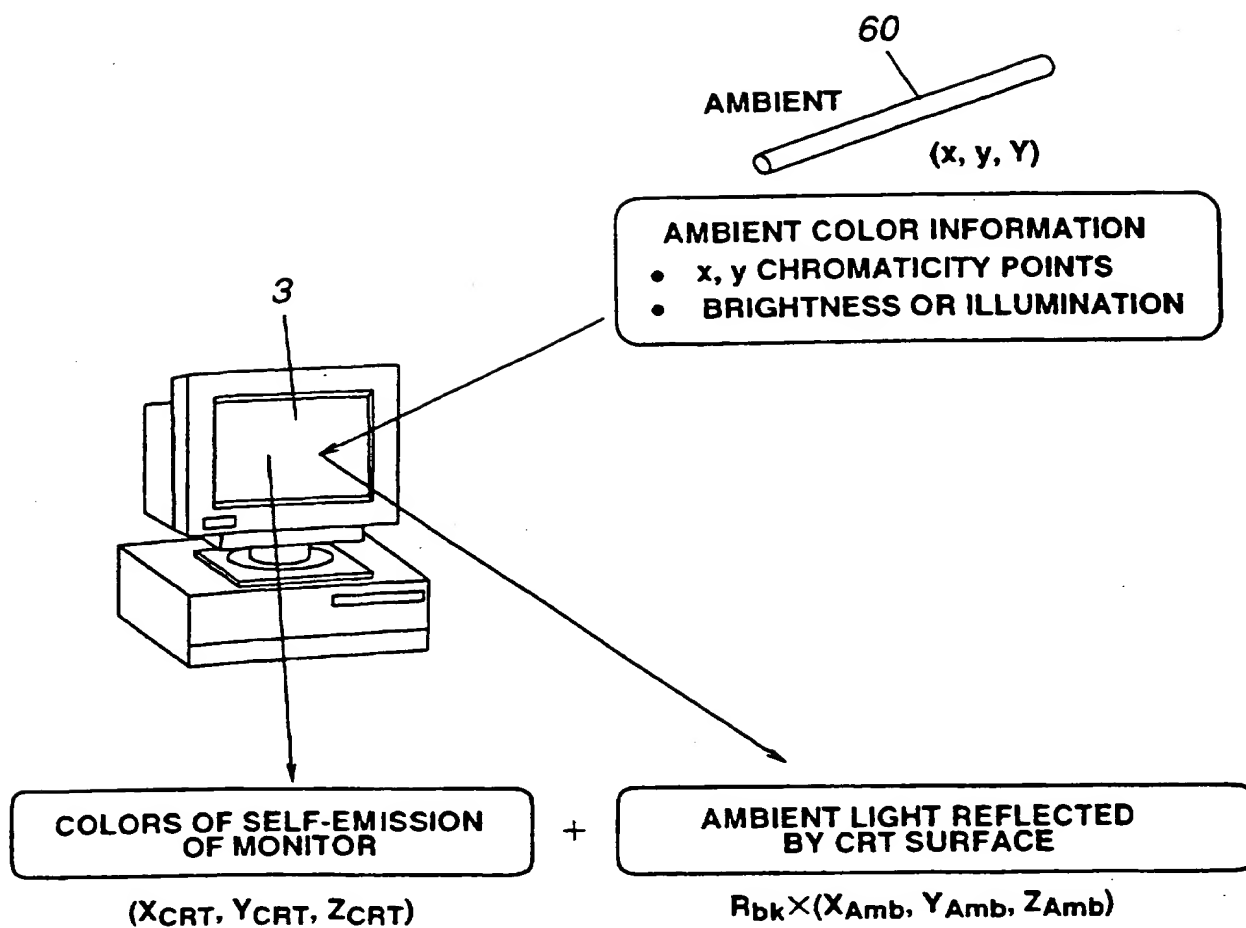 60
AMBIENT
(x, y, Y)
AMBIENT COLOR INFORMATION
• x, y CHROMATICITY POINTS
• BRIGHTNESS OR ILLUMINATION
3
COLORS OF SELF-EMISSION
OF MONITOR
+
AMBIENT LIGHT REFLECTED
BY CRT SURFACE
(XCRT, YCRT, ZCRT)
Rbk×(XAmb, YAmb, ZAmb)